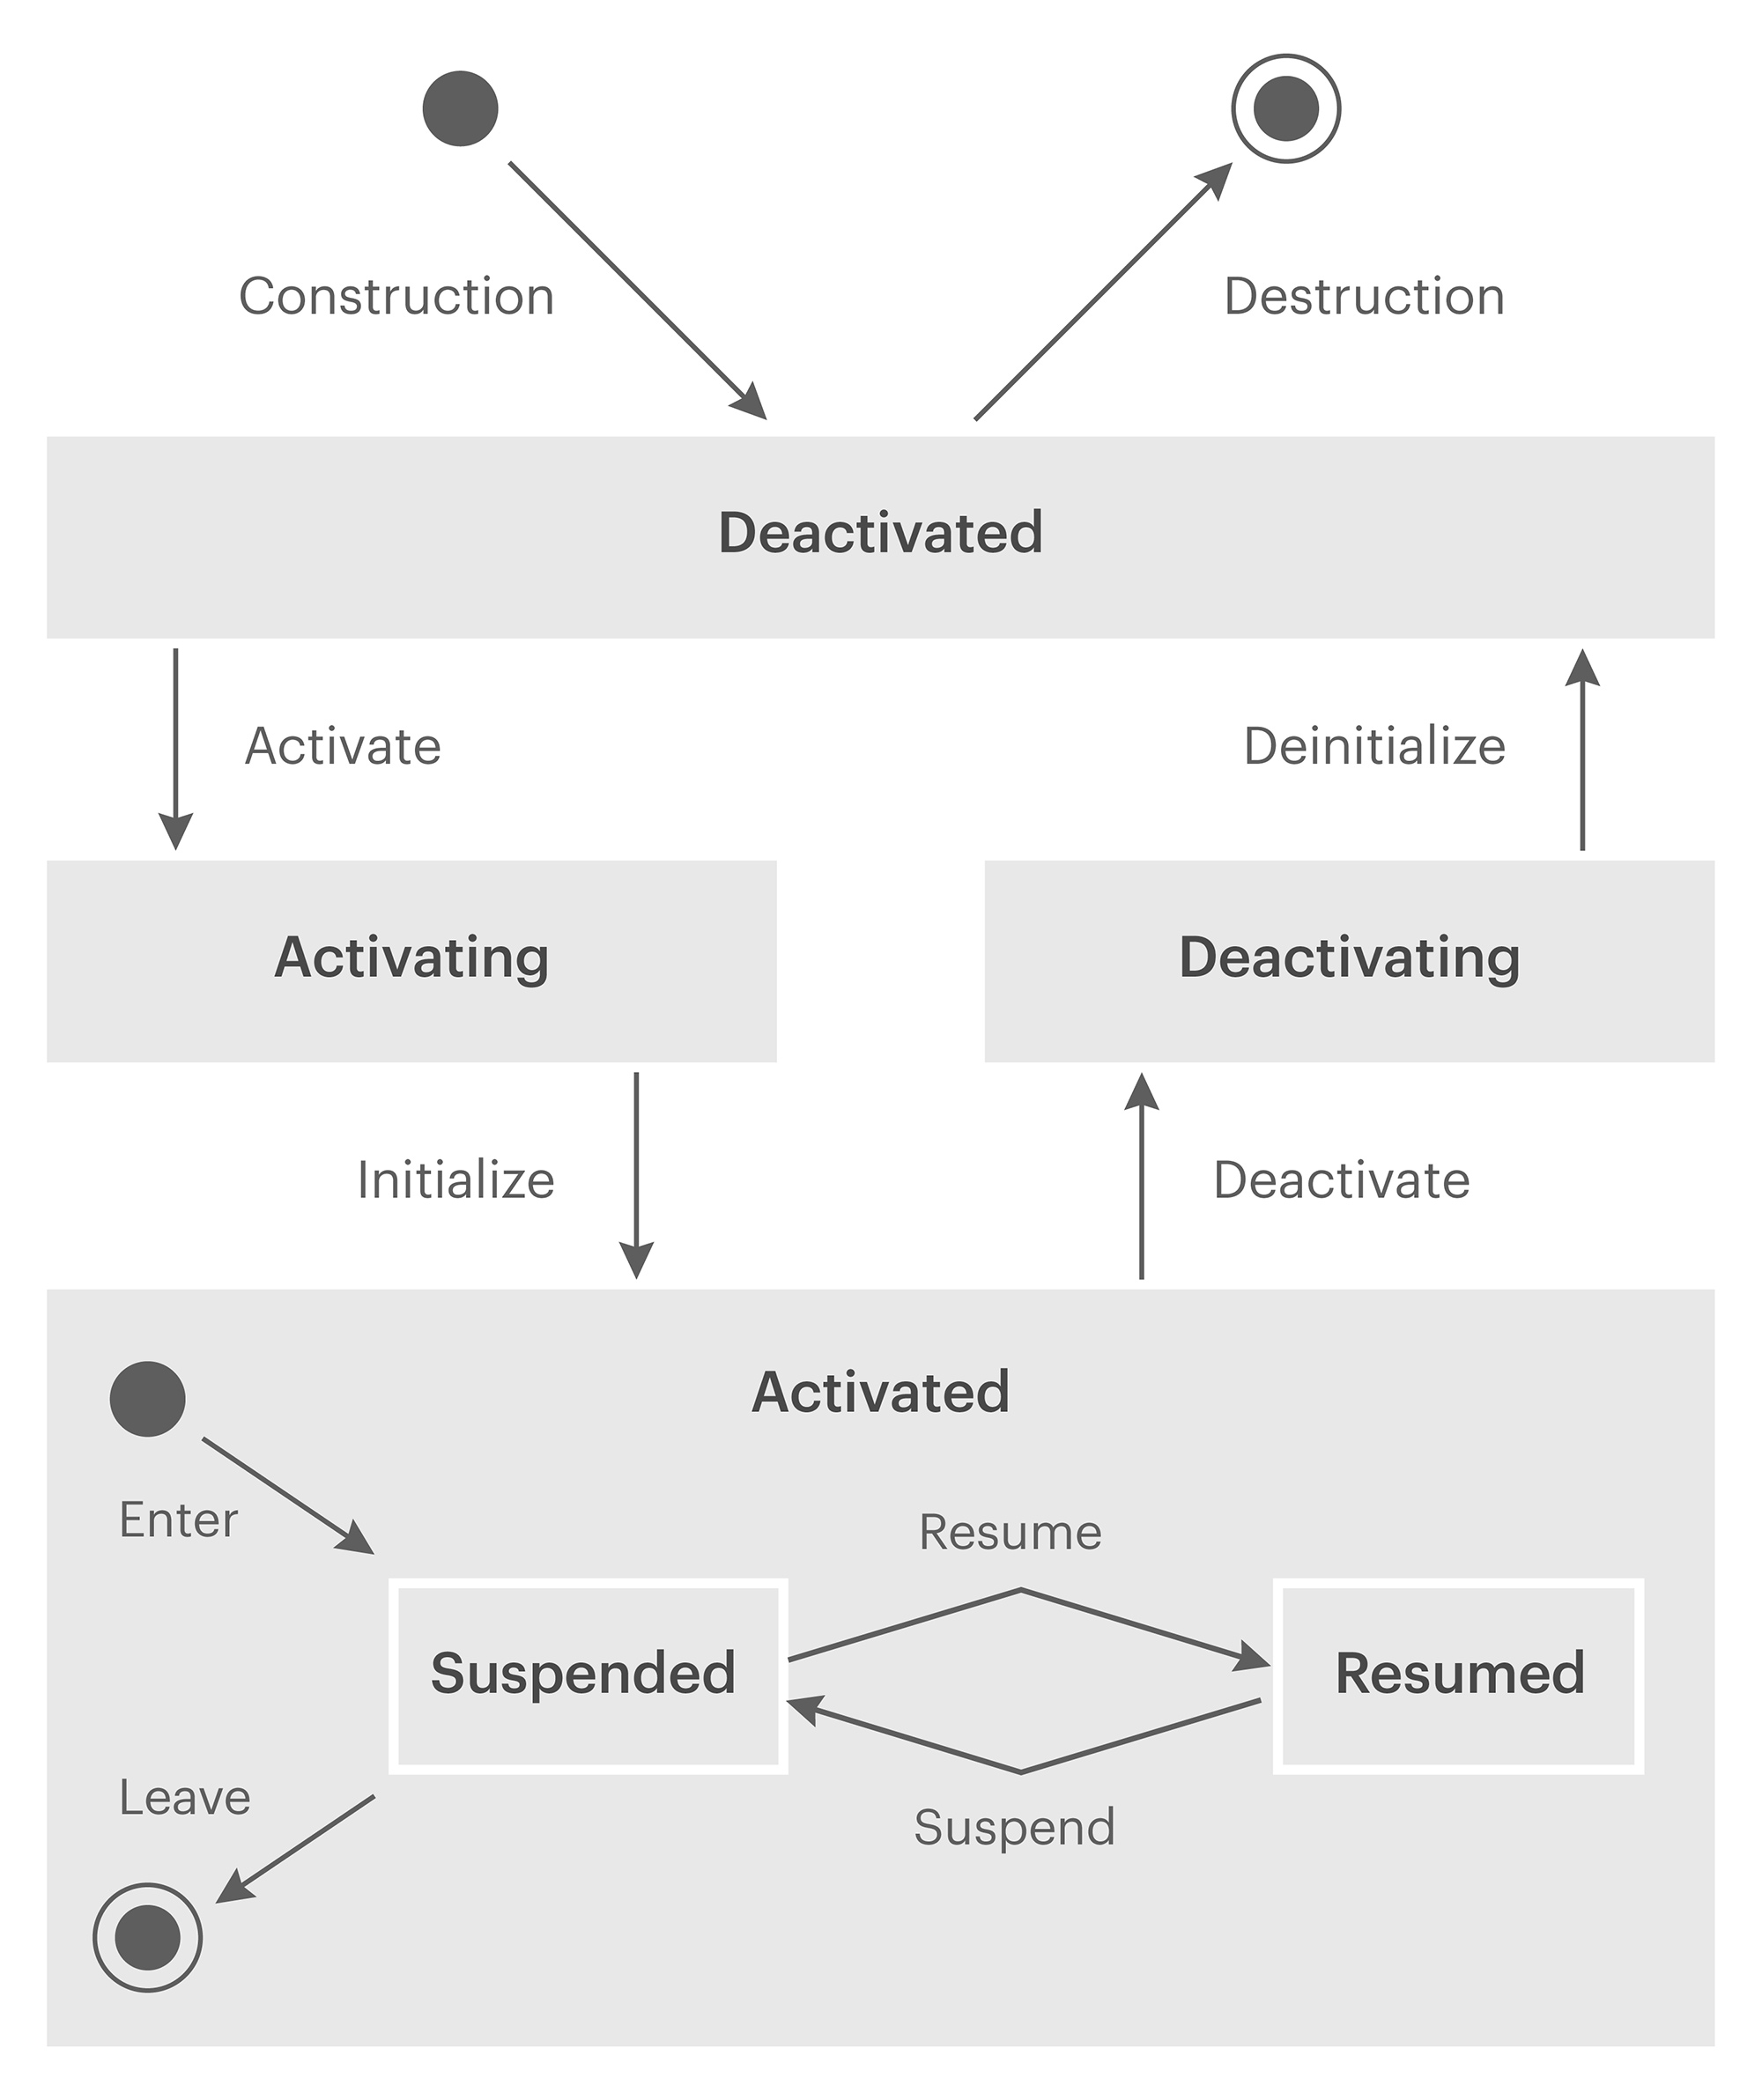 Construction
Destruction
Deactivated
Activate
Deinitialize
Activating
Deactivating
Initialize
Deactivate
Activated
Enter
Resume
Suspended
Resumed
Leave
Suspend